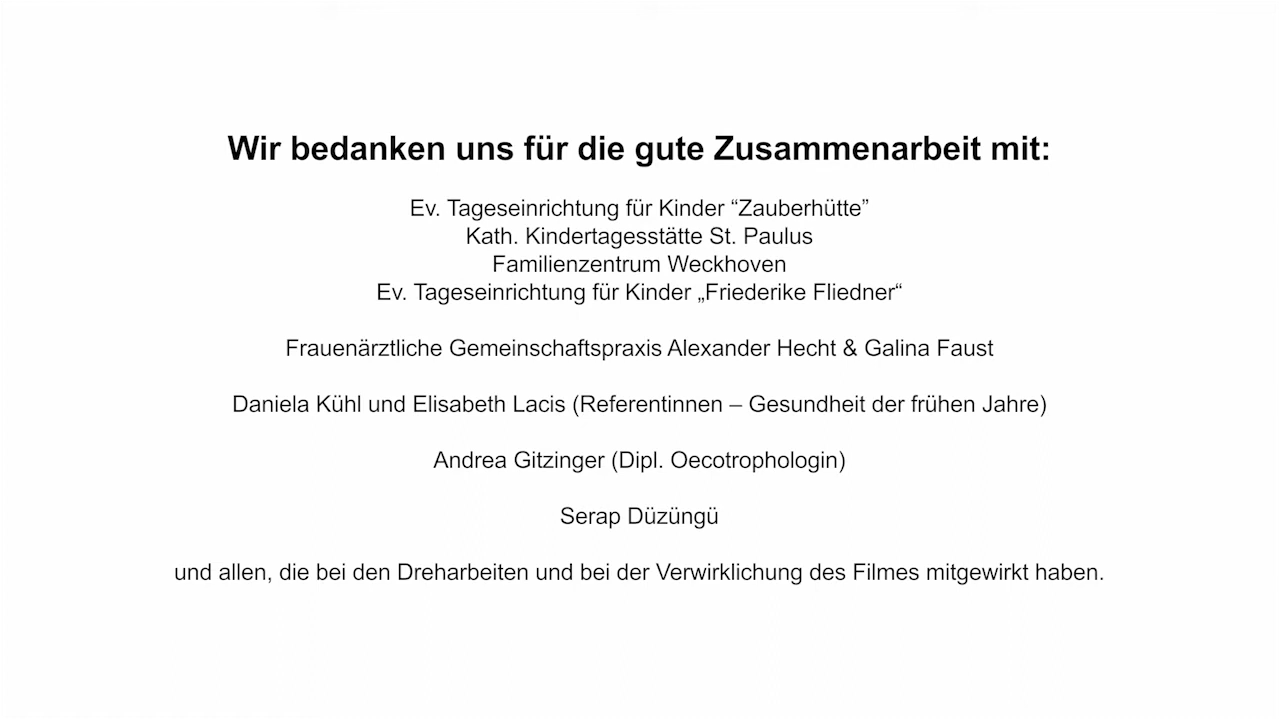 Wir bedanken uns für die gute Zusammenarbeit mit:
Ev. Tageseinrichtung für Kinder “Zauberhütte”
Kath. Kindertagesstätte St. Paulus
Familienzentrum Weckhoven
Ev. Tageseinrichtung für Kinder „Friederike Fliedner“
Frauenärztliche Gemeinschaftspraxis Alexander Hecht & Galina Faust
Daniela Kühl und Elisabeth Lacis (Referentinnen – Gesundheit der frühen Jahre)
Andrea Gitzinger (Dipl. Oecotrophologin)
Serap Düzüngü
und allen, die bei den Dreharbeiten und bei der Verwirklichung des Filmes mitgewirkt haben.